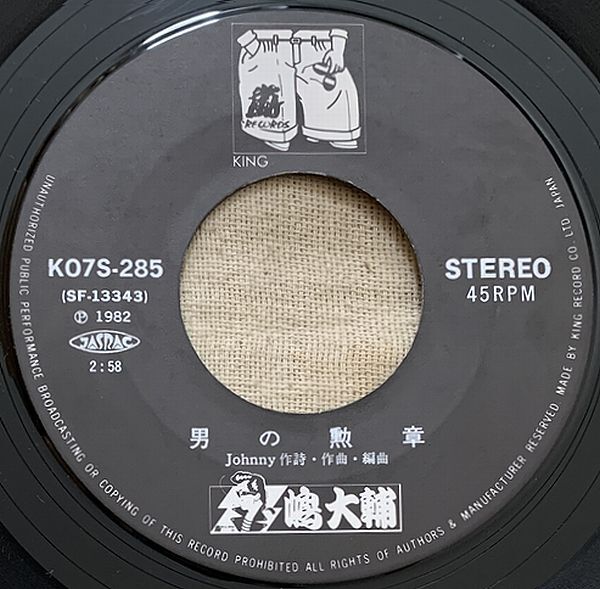 RECORDS
KING
K07S-285
(SF-13343)
Ⓟ 1982
JASRAC
2:58
STEREO
45RPM
男の勲章
Johnny 作詩・作曲・編曲
嶋大輔
UNAUTHORIZED PUBLIC PERFORMANCE BROADCASTING OR COPYING OF THIS RECORD PROHIBITED ALL RIGHTS OF AUTHORS & MANUFACTURER RESERVED. MADE BY KING RECORD CO. LTD. JAPAN